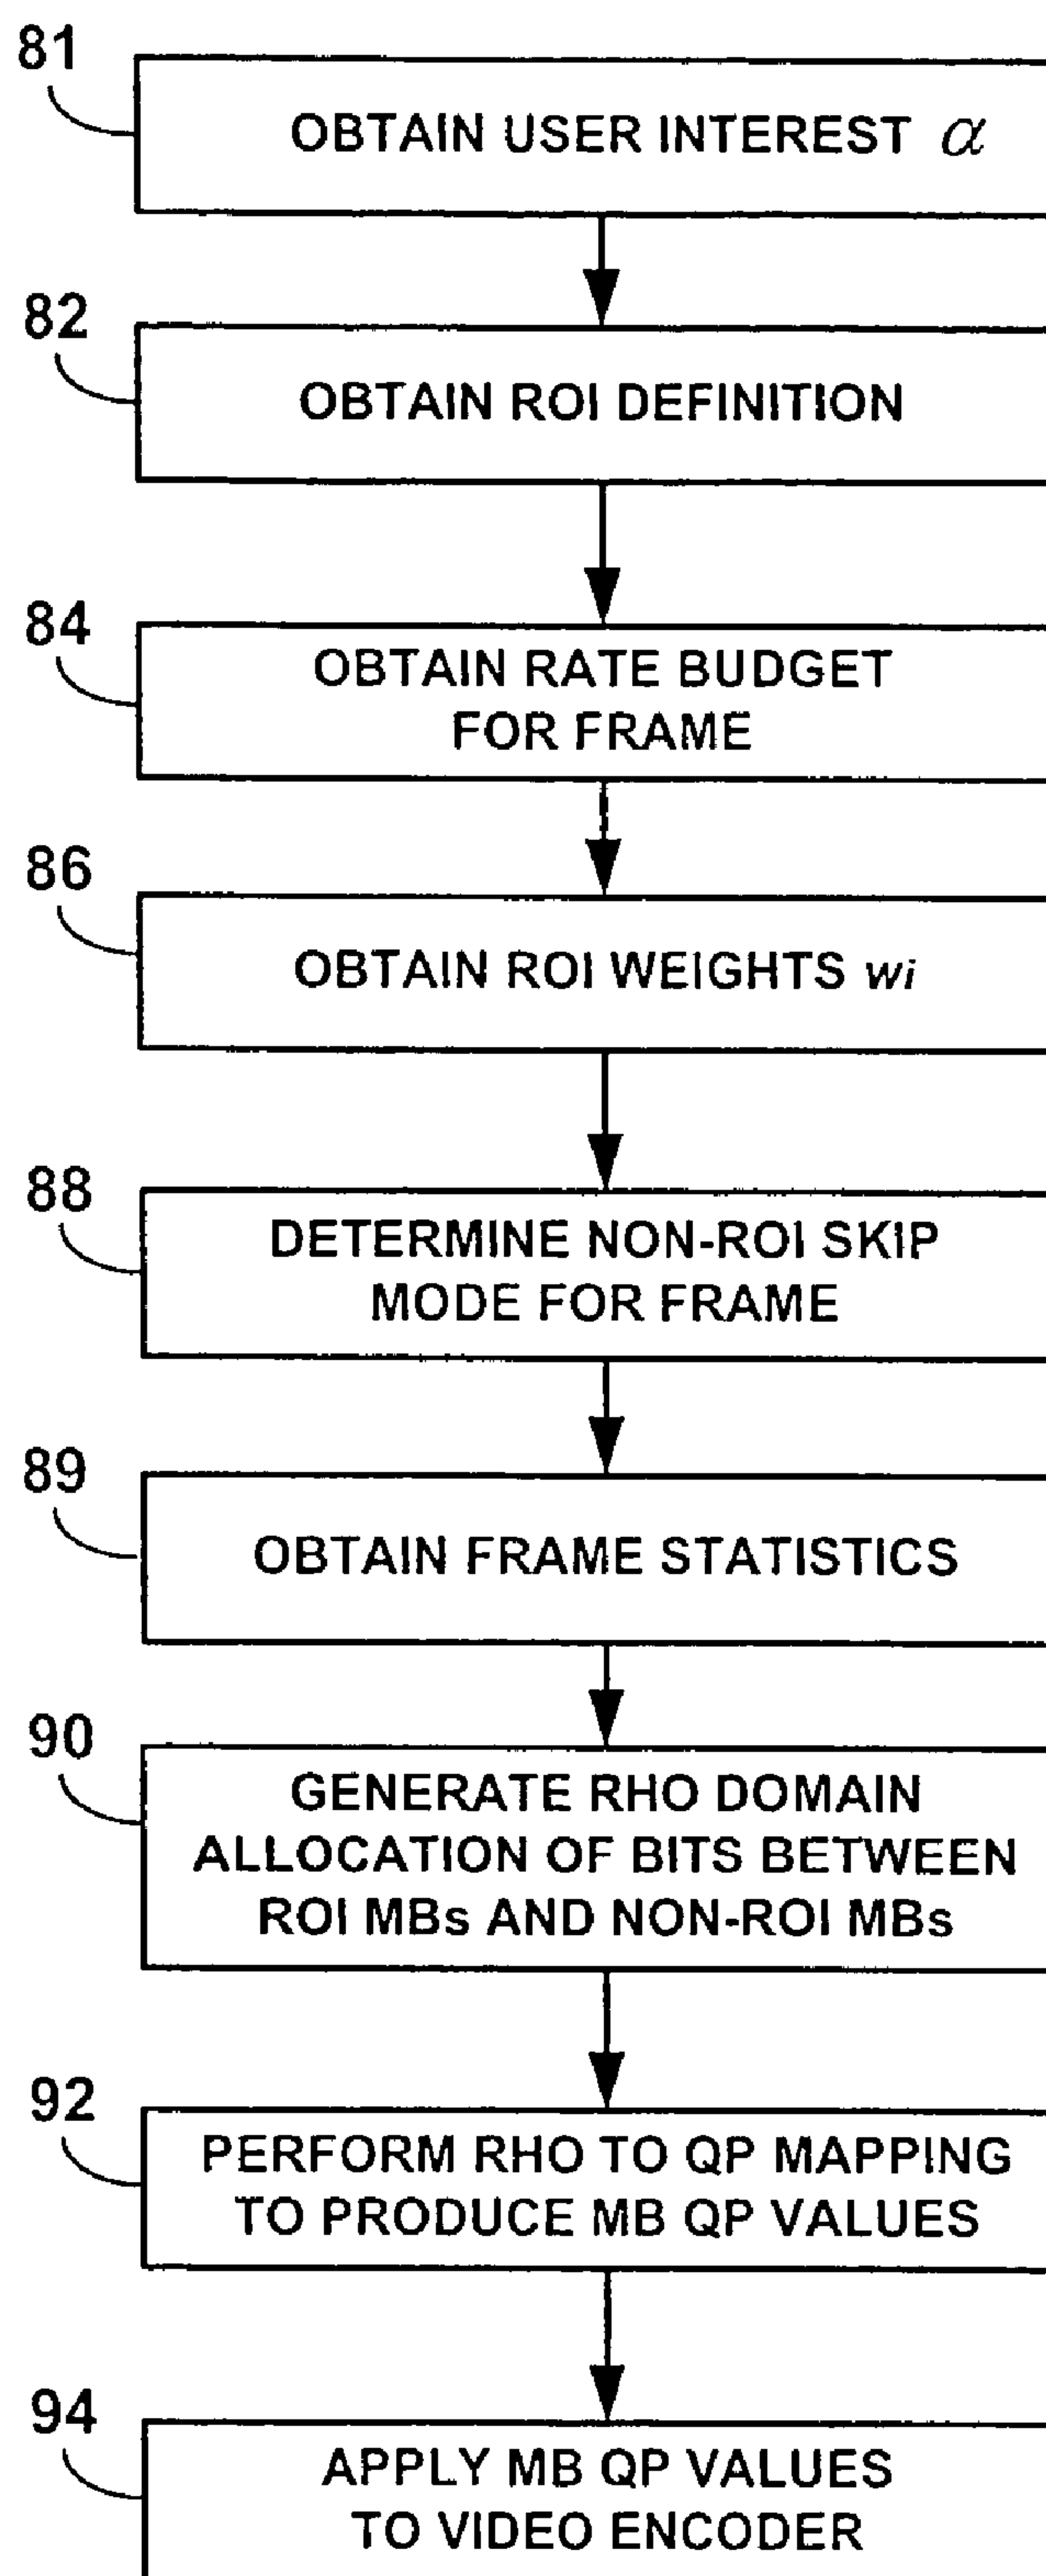 81
OBTAIN USER INTEREST α
82
OBTAIN ROI DEFINITION
84
OBTAIN RATE BUDGET
FOR FRAME
86
OBTAIN ROI WEIGHTS wi
88
DETERMINE NON-ROI SKIP
MODE FOR FRAME
89
OBTAIN FRAME STATISTICS
90
GENERATE RHO DOMAIN
ALLOCATION OF BITS BETWEEN
ROI MBs AND NON-ROI MBs
92
PERFORM RHO TO QP MAPPING
TO PRODUCE MB QP VALUES
94
APPLY MB QP VALUES
TO VIDEO ENCODER